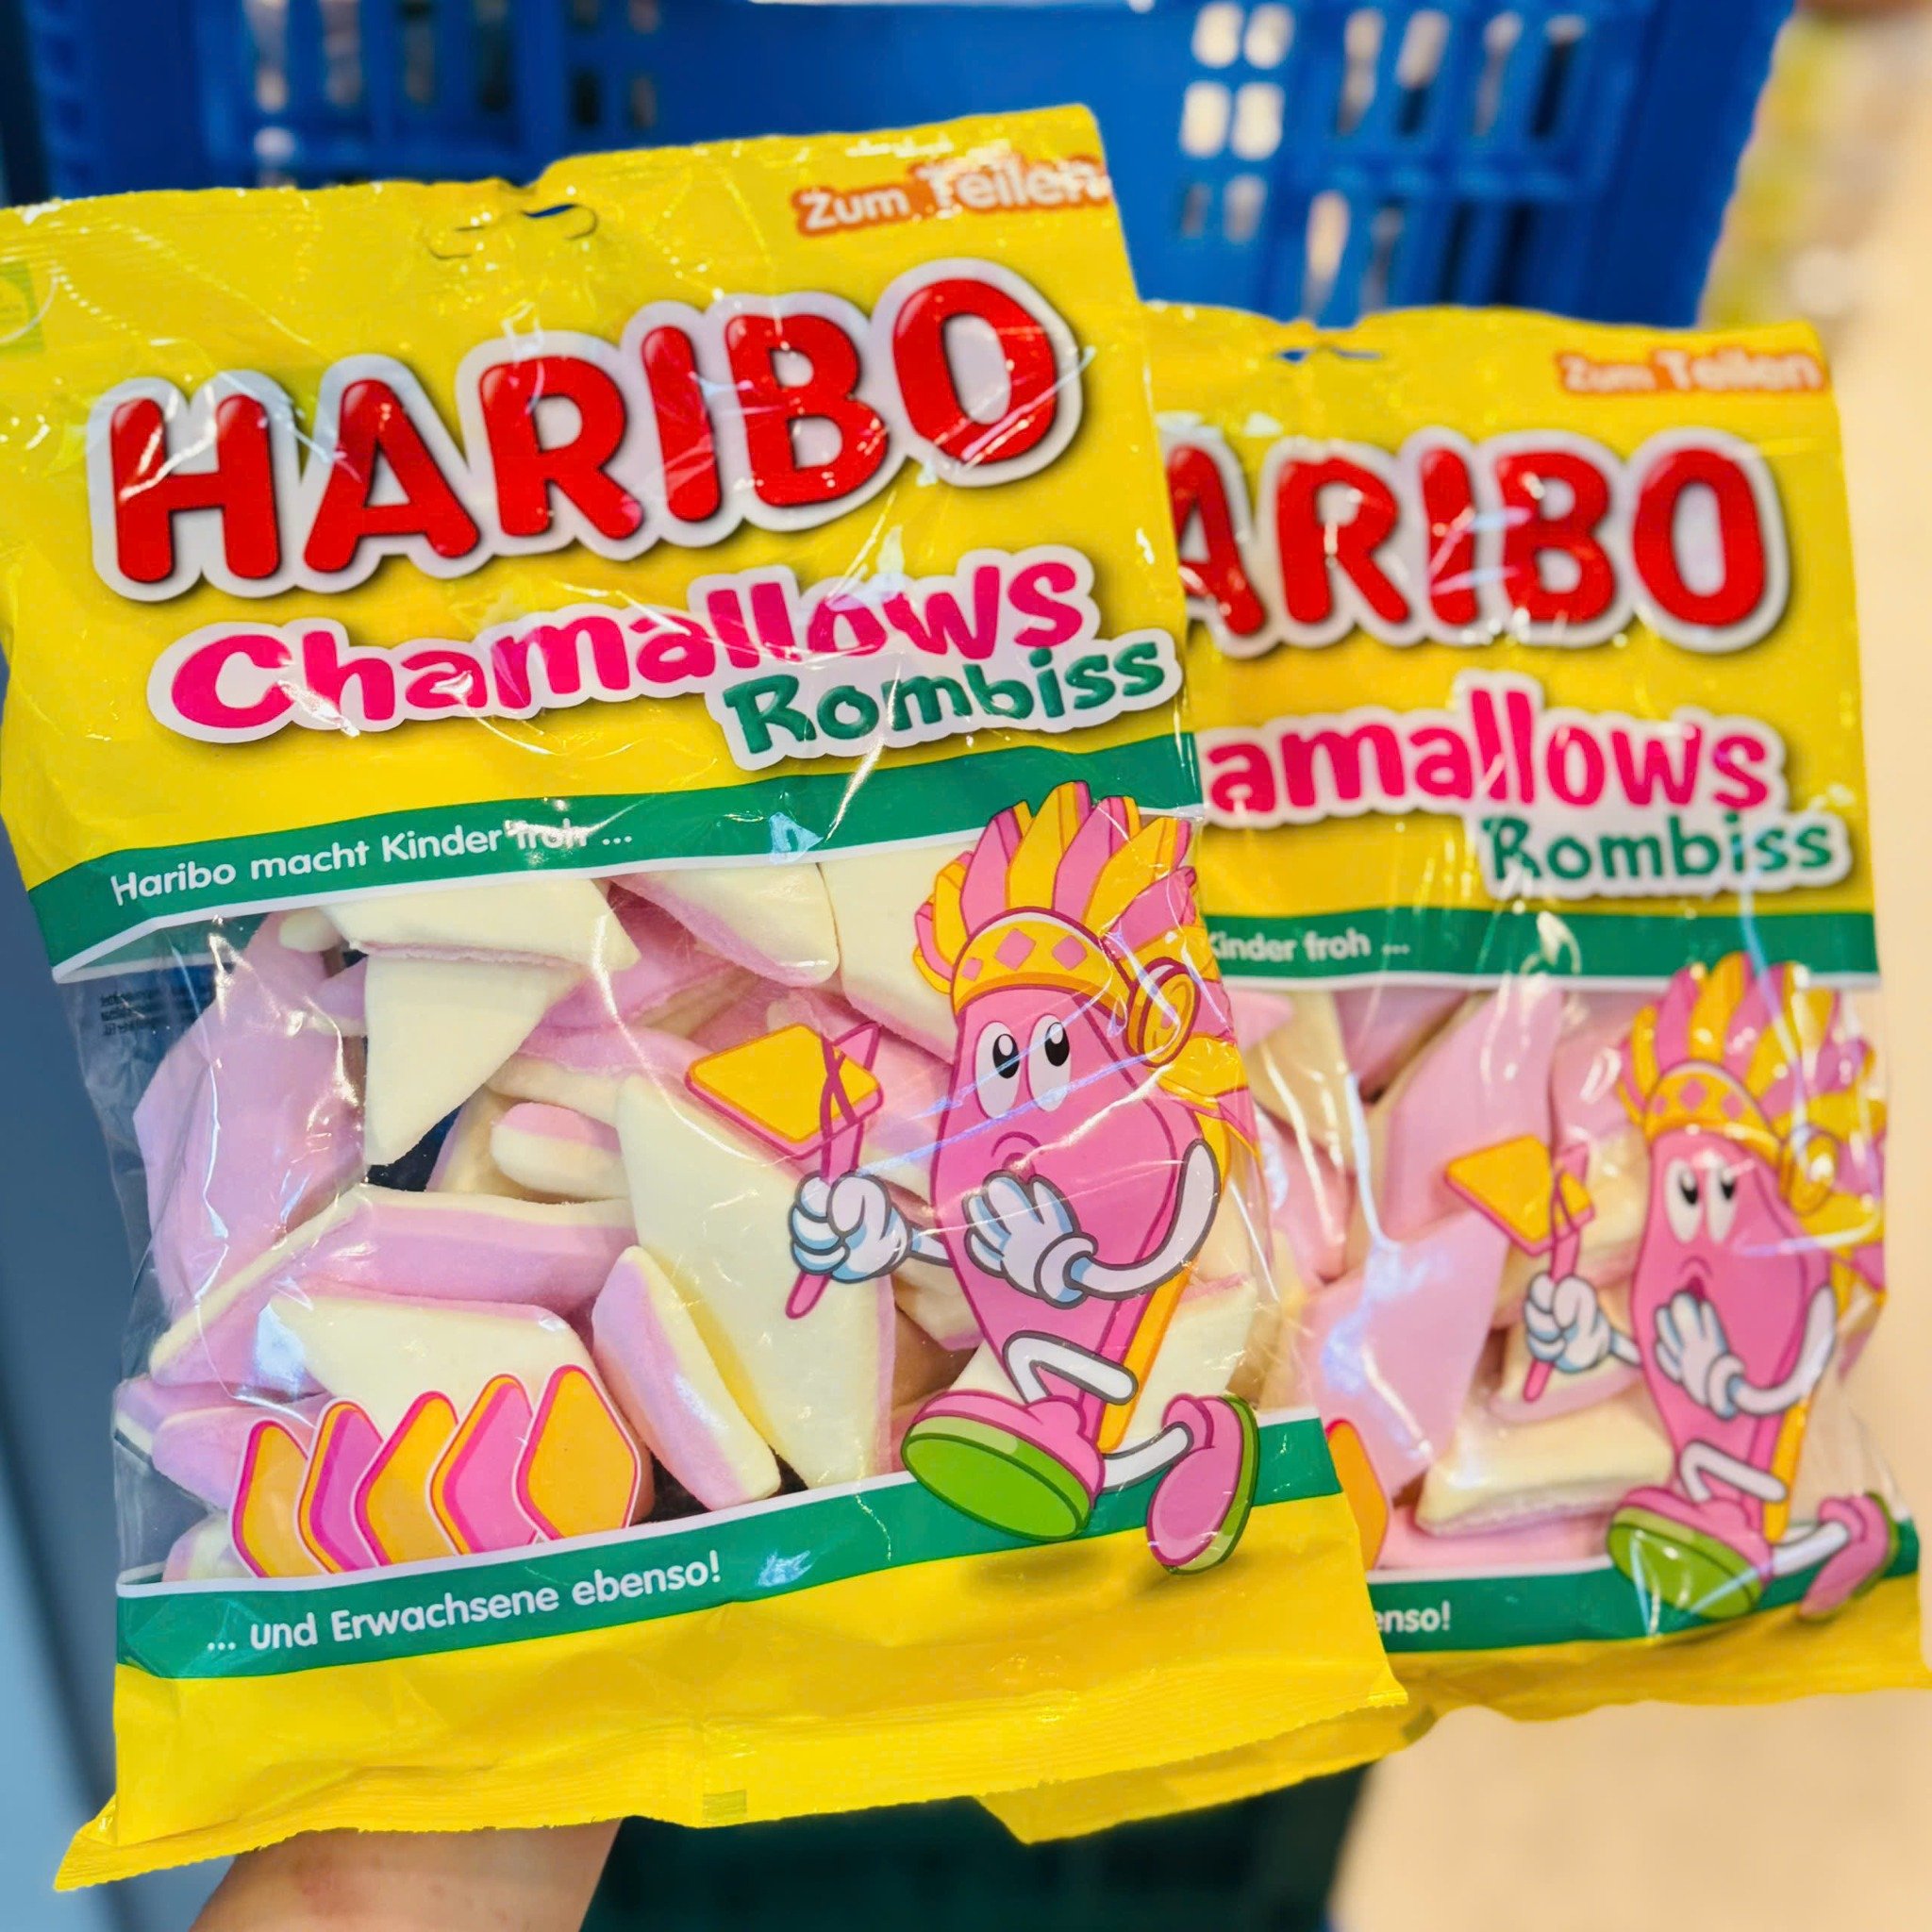 Zum Teilen
HARIBO
Chamallows
Rombiss
Haribo macht Kinder froh ...
... und Erwachsene ebenso!
Zum Teilen
ARIBO
amallows
Rombiss
Kinder froh ...
enso!